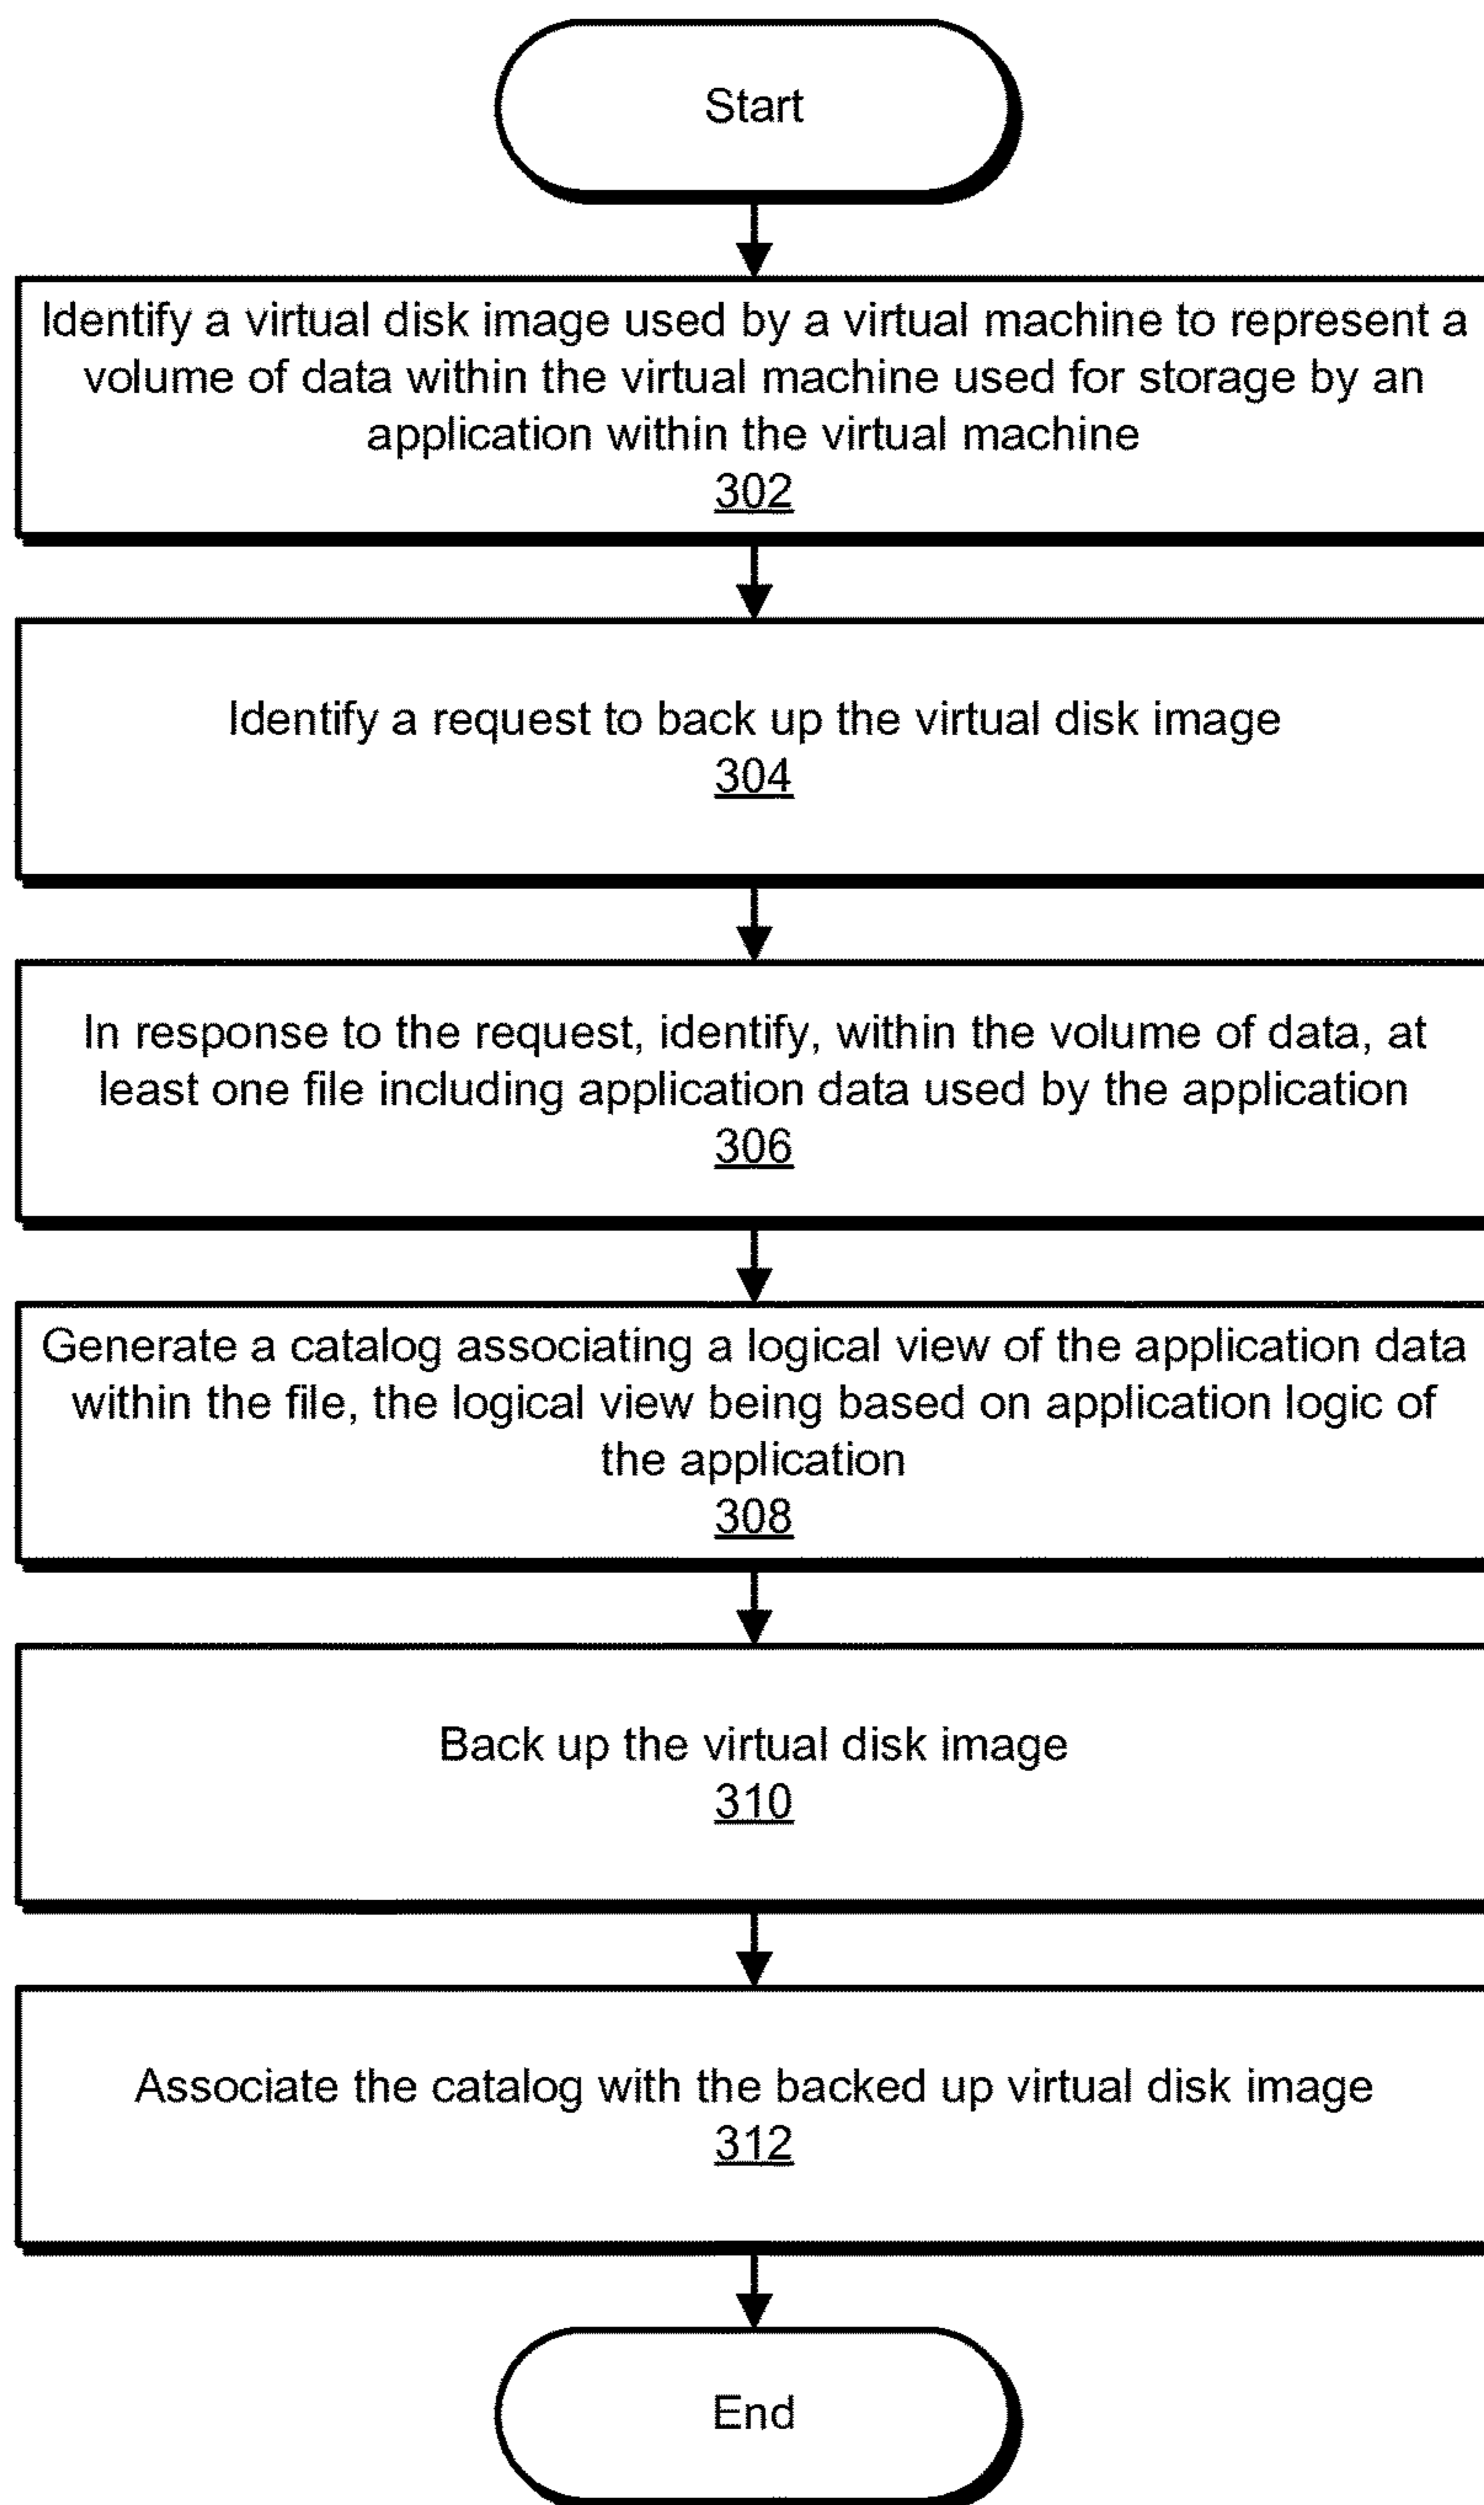 Start
Identify a virtual disk image used by a virtual machine to represent a
volume of data within the virtual machine used for storage by an
application within the virtual machine
302
Identify a request to back up the virtual disk image
304
In response to the request, identify, within the volume of data, at
least one file including application data used by the application
306
Generate a catalog associating a logical view of the application data
within the file, the logical view being based on application logic of
the application
308
Back up the virtual disk image
310
Associate the catalog with the backed up virtual disk image
312
End